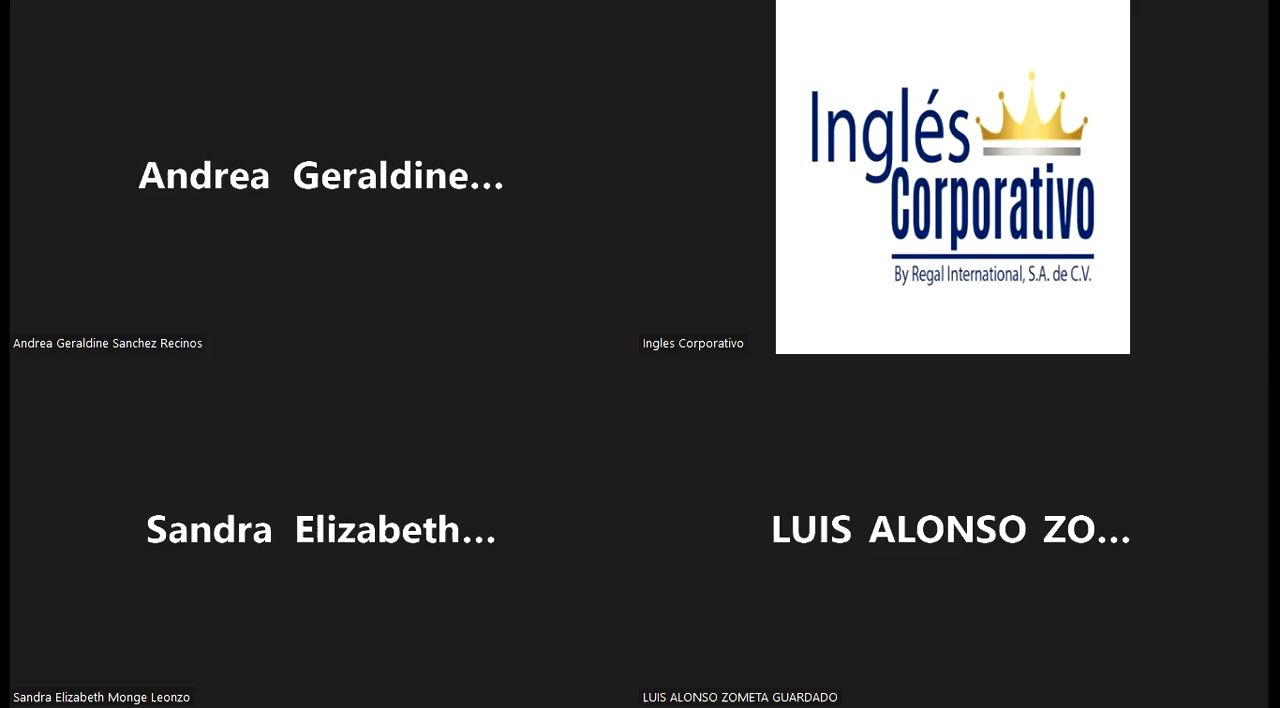 Andrea Geraldine...
Andrea Geraldine Sanchez Recinos
Inglés
Corporativo
By Regal International, S.A. de C.V.
Ingles Corporativo
Sandra Elizabeth...
Sandra Elizabeth Monge Leonzo
LUIS ALONSO ZO...
LUIS ALONSO ZOMETA GUARDADO